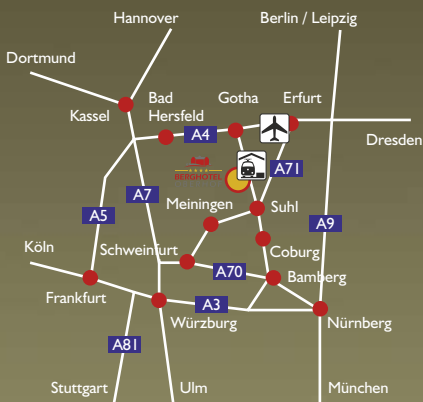 Hannover
Berlin / Leipzig
Dortmund
Bad
Hersfeld
Gotha
Erfurt
Kassel
A4
Dresden
BERGHOTEL
A71
A7
Meiningen
Suhl
A5
A9
Köln
Schweinfurt
Coburg
A70
Bamberg
Frankfurt
A3
Würzburg
Nürnberg
A81
Stuttgart
Ulm
München